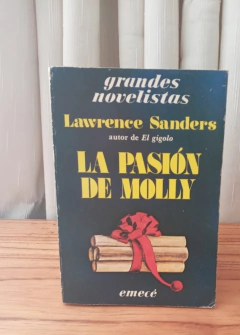 grandes
novelistas
Lawrence Sanders
autor de El gigolo
LA PASIÓN
DE MOLLY
emecé